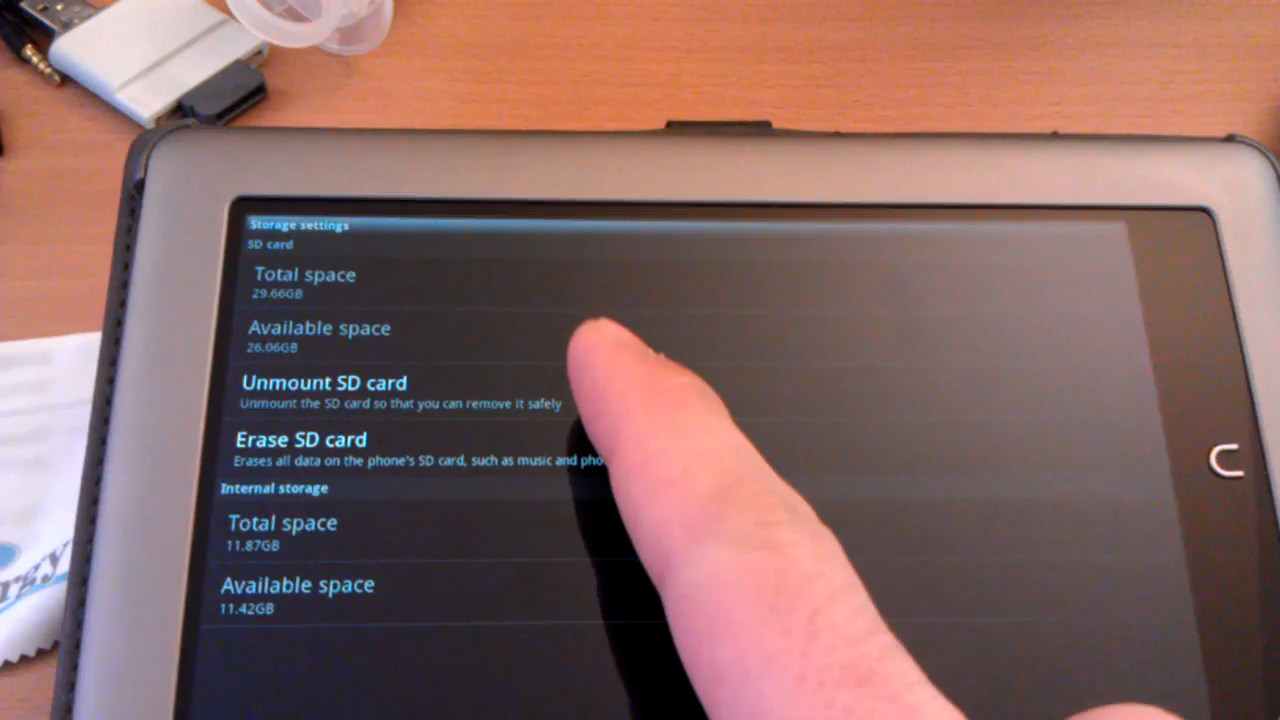 Storage settings
SD card
Total space
29.66GB
Available space
26.06GB
Unmount SD card
Unmount the SD card so that you can remove it safely
Erase SD card
Erases all data on the phone's SD card, such as music and pho
Internal storage
Total space
11.87GB
Available space
11.42GB